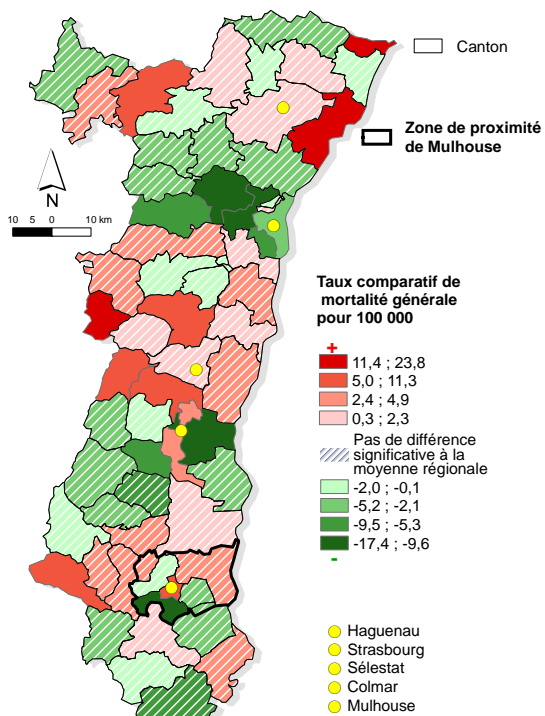 Canton
Zone de proximité
de Mulhouse
N
10 5 0 10 km
Taux comparatif de
mortalité générale
pour 100 000
+
11,4 ; 23,8
5,0 ; 11,3
2,4 ; 4,9
0,3 ; 2,3
Pas de différence
significative à la
moyenne régionale
-2,0 ; -0,1
-5,2 ; -2,1
-9,5 ; -5,3
-17,4 ; -9,6
-
Haguenau
Strasbourg
Sélestat
Colmar
Mulhouse